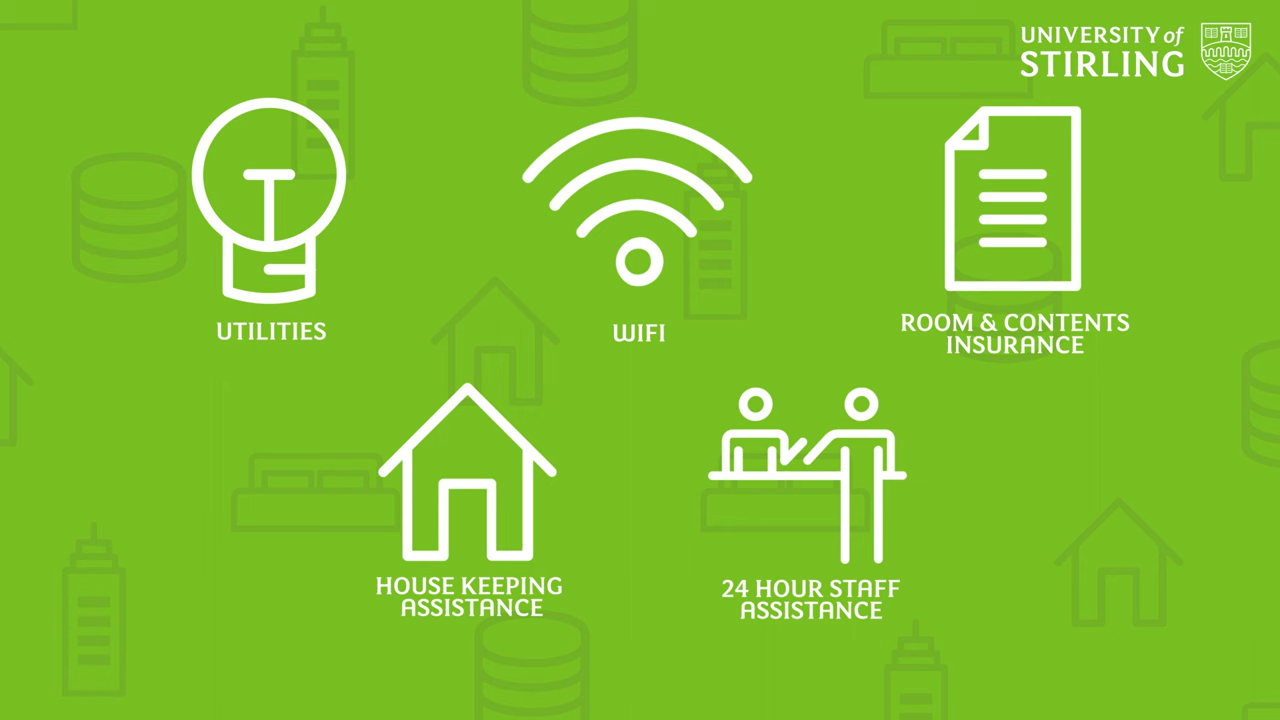 UNIVERSITY of
STIRLING
UTILITIES
WIFI
ROOM & CONTENTS
INSURANCE
HOUSE KEEPING
ASSISTANCE
24 HOUR STAFF
ASSISTANCE